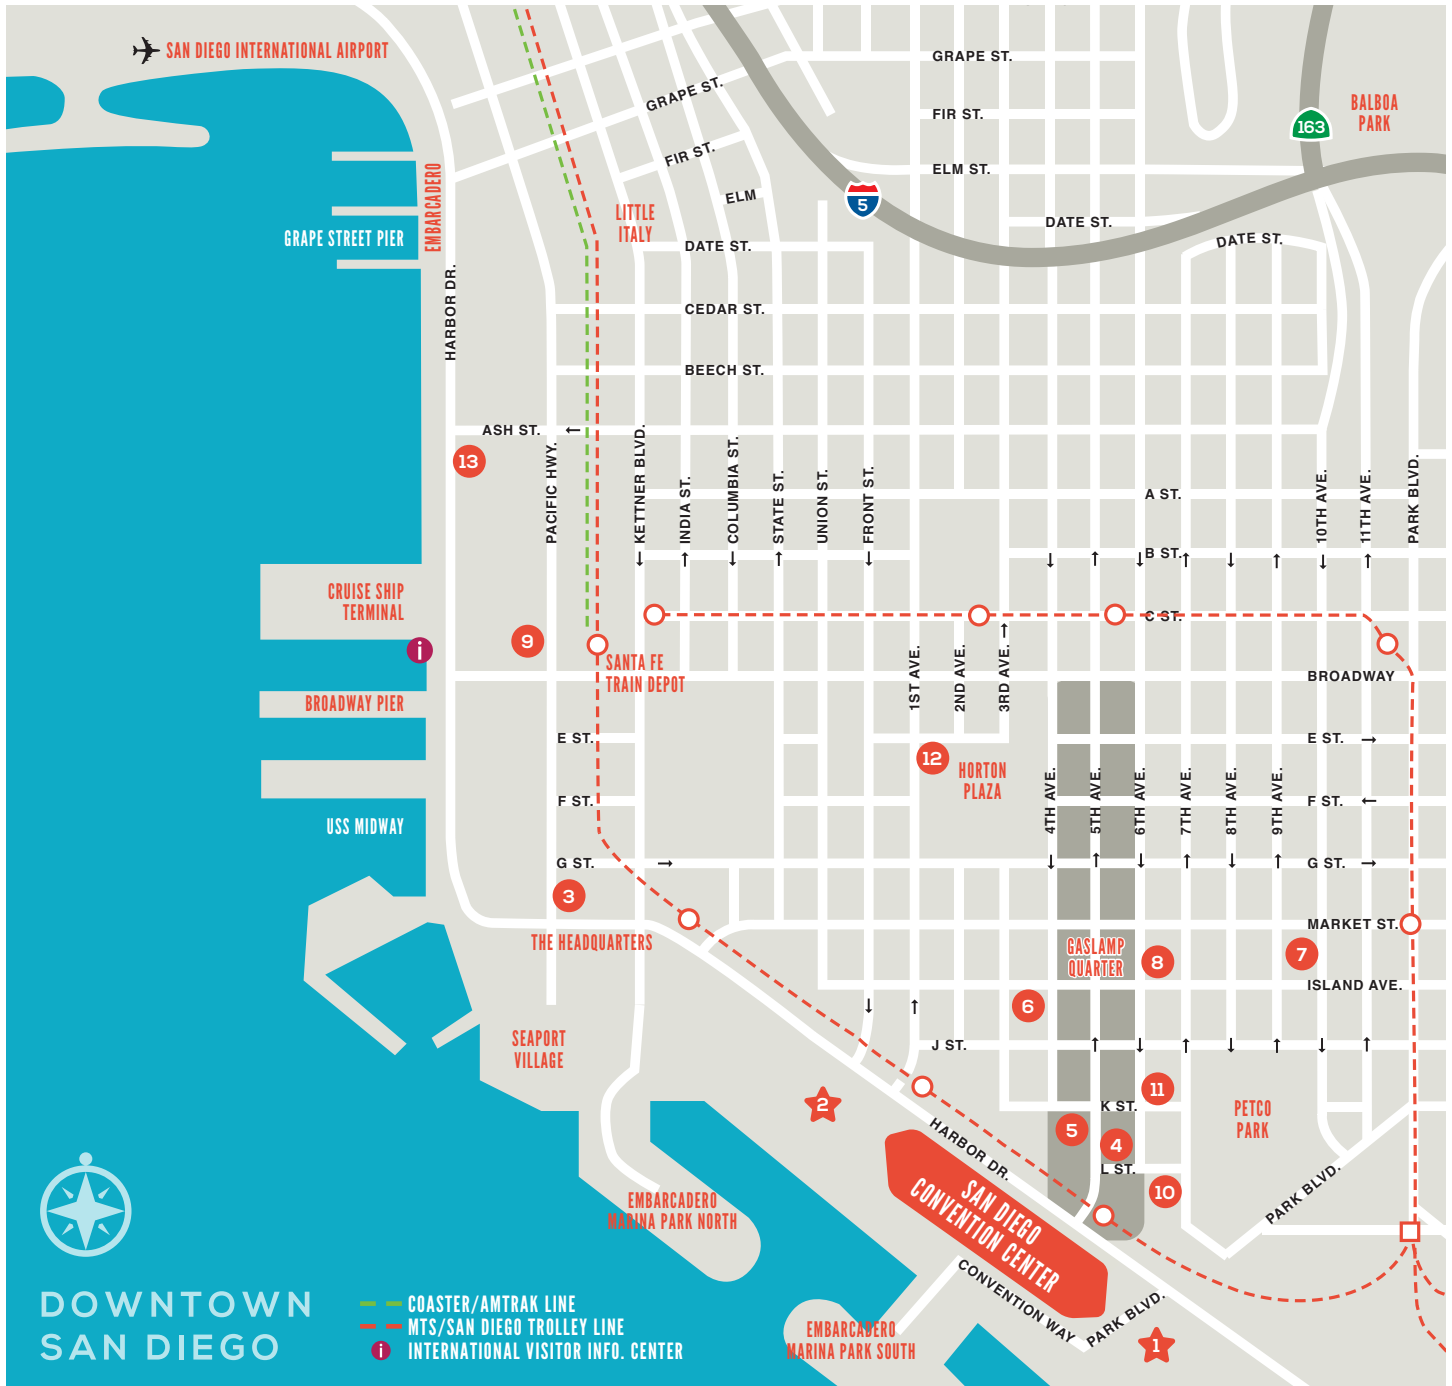 SAN DIEGO INTERNATIONAL AIRPORT
GRAPE ST.
GRAPE ST.
BALBOA
PARK
163
FIR ST.
FIR ST.
ELM ST.
ELM
5
EMBARCADERO
GRAPE STREET PIER
LITTLE
ITALY
DATE ST.
DATE ST.
DATE ST.
HARBOR DR.
CEDAR ST.
BEECH ST.
ASH ST.
13
PACIFIC HWY.
KETTNER BLVD.
INDIA ST.
COLUMBIA ST.
STATE ST.
UNION ST.
FRONT ST.
A ST.
10TH AVE.
11TH AVE.
PARK BLVD.
B ST.
CRUISE SHIP
TERMINAL
C ST.
i
9
SANTA FE
TRAIN DEPOT
1ST AVE.
2ND AVE.
3RD AVE.
BROADWAY
BROADWAY PIER
E ST.
E ST.
12
HORTON
PLAZA
4TH AVE.
5TH AVE.
6TH AVE.
7TH AVE.
8TH AVE.
9TH AVE.
F ST.
F ST.
USS MIDWAY
G ST.
G ST.
3
THE HEADQUARTERS
MARKET ST.
GASLAMP
QUARTER
8
7
ISLAND AVE.
6
SEAPORT
VILLAGE
J ST.
2
11
K ST.
PETCO
PARK
5
4
HARBOR DR.
L ST.
10
PARK BLVD.
SAN DIEGO
CONVENTION CENTER
EMBARCADERO
MARINA PARK NORTH
CONVENTION WAY
PARK BLVD.
1
EMBARCADERO
MARINA PARK SOUTH
DOWNTOWN
SAN DIEGO
COASTER/AMTRAK LINE
MTS/SAN DIEGO TROLLEY LINE
i INTERNATIONAL VISITOR INFO. CENTER